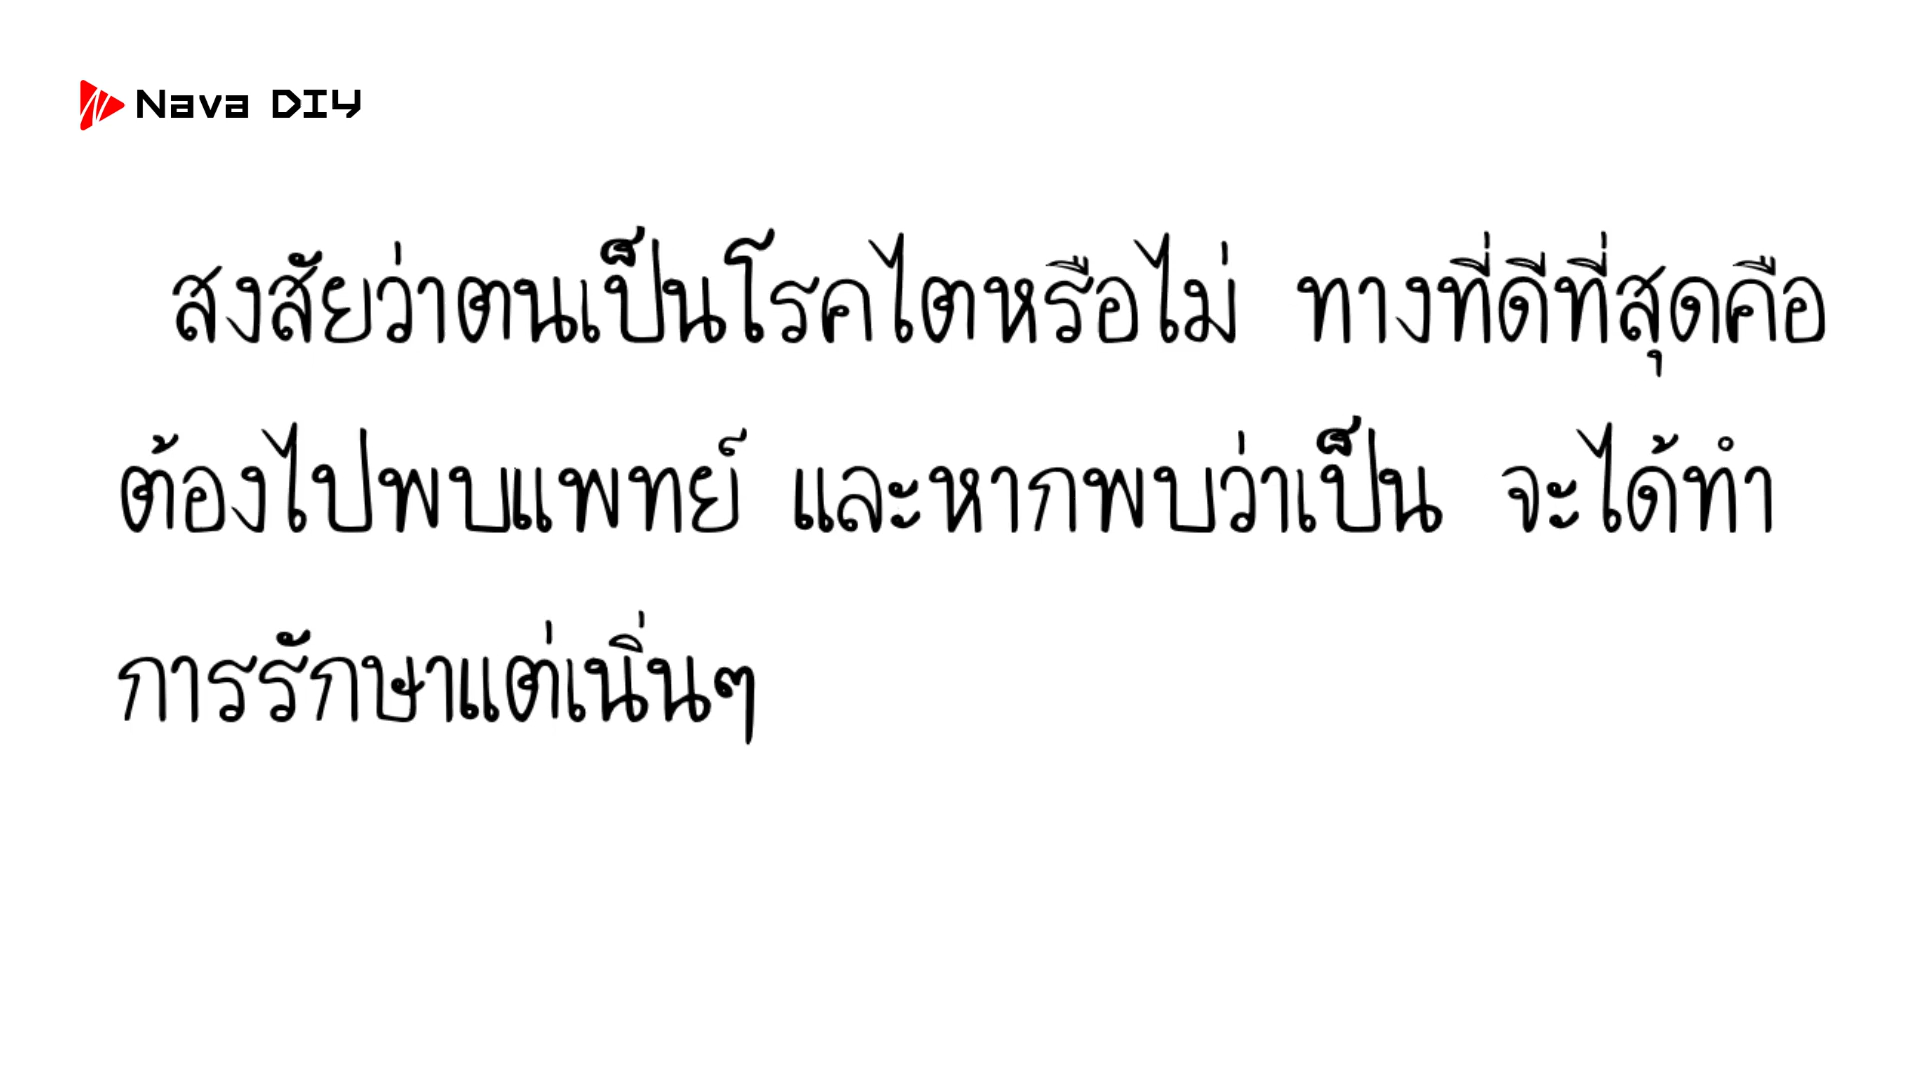 Nava DIY
สงสัยว่าตนเป็นโรคไตหรือไม่ ทางที่ดีที่สุดคือ
ต้องไปพบแพทย์ และหากพบว่าเป็น จะได้ทำ
การรักษาแต่เนิ่นๆ